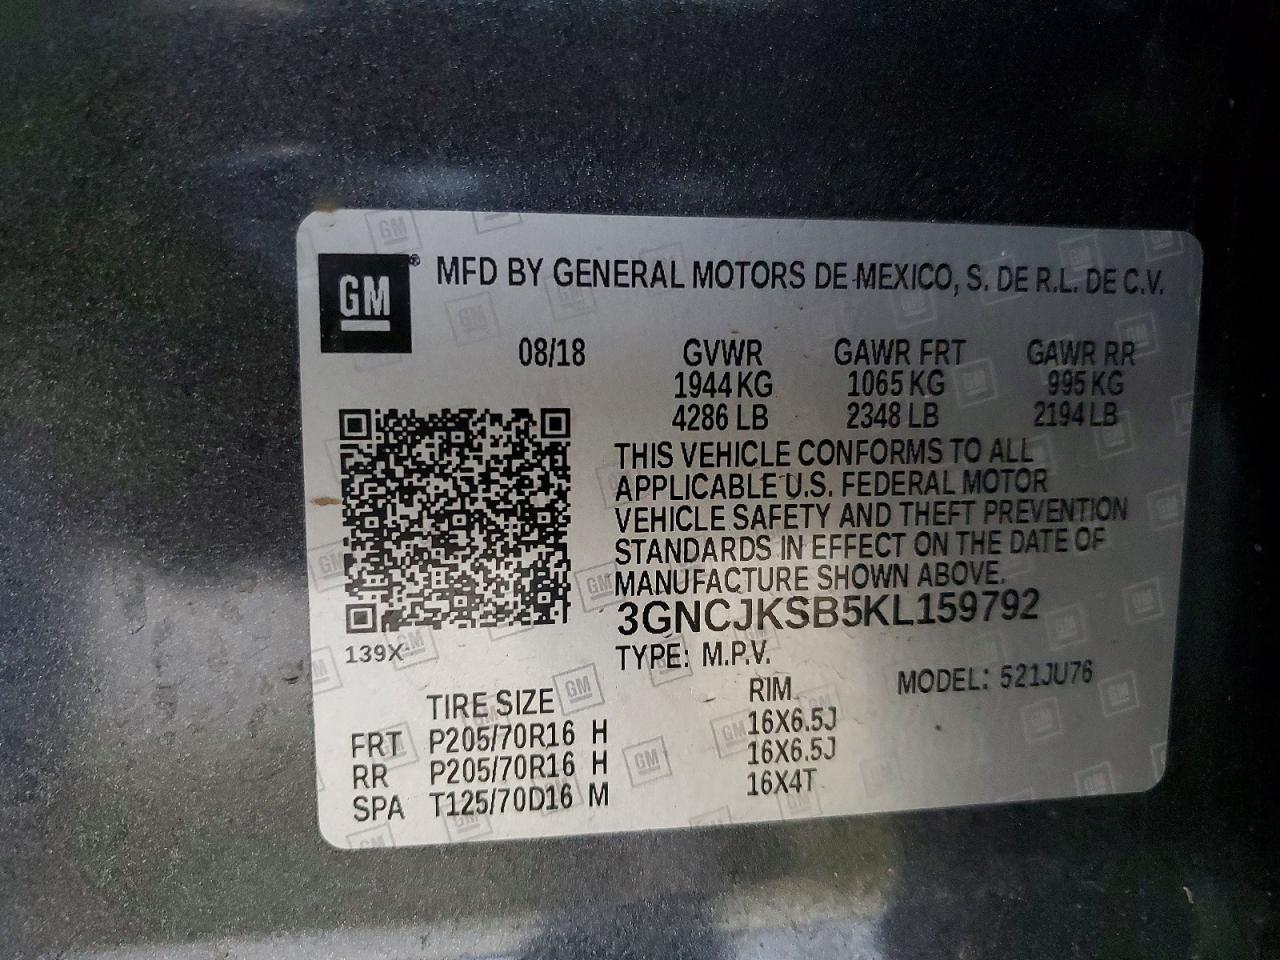 GM® MFD BY GENERAL MOTORS DE MEXICO, S. DE R.L. DE C.V.
08/18 GVWR GAWR FRT GAWR RR
1944 KG 1065 KG 995 KG
4286 LB 2348 LB 2194 LB
THIS VEHICLE CONFORMS TO ALL
APPLICABLE U.S. FEDERAL MOTOR
VEHICLE SAFETY AND THEFT PREVENTION
STANDARDS IN EFFECT ON THE DATE OF
MANUFACTURE SHOWN ABOVE.
3GNCJKSB5KL159792
139X
TYPE: M.P.V. MODEL: 521JU76
TIRE SIZE RIM
FRT P205/70R16 H 16X6.5J
RR P205/70R16 H 16X6.5J
SPA T125/70D16 M 16X4T